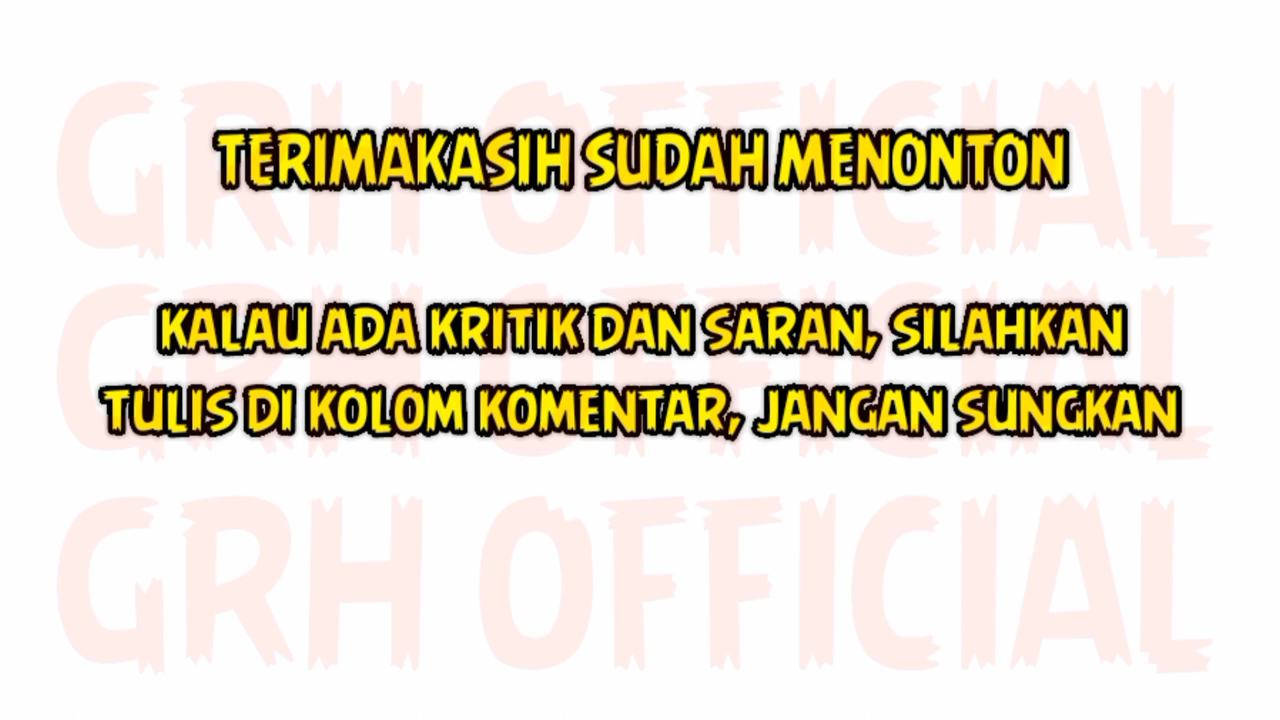 GRH OFFICIAL
TERIMAKASIH SUDAH MENONTON
GRH OFFICIAL
KALAU ADA KRITIK DAN SARAN, SILAHKAN
TULIS DI KOLOM KOMENTAR, JANGAN SUNGKAN
GRH OFFICIAL